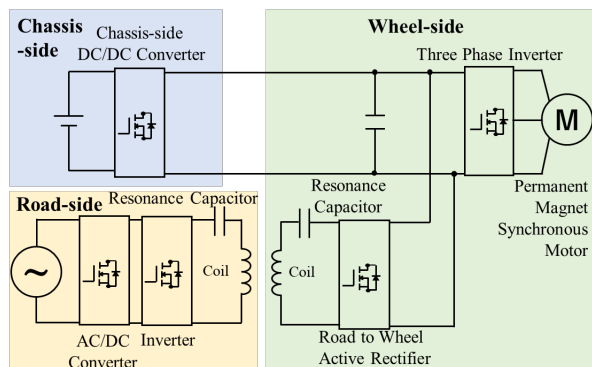 Chassis
-side
Chassis-side
DC/DC Converter
Wheel-side
Three Phase Inverter
M
Permanent
Magnet
Synchronous
Motor
Resonance
Capacitor
Coil
Road to Wheel
Active Rectifier
Road-side
Resonance Capacitor
~
Coil
AC/DC
Converter
Inverter